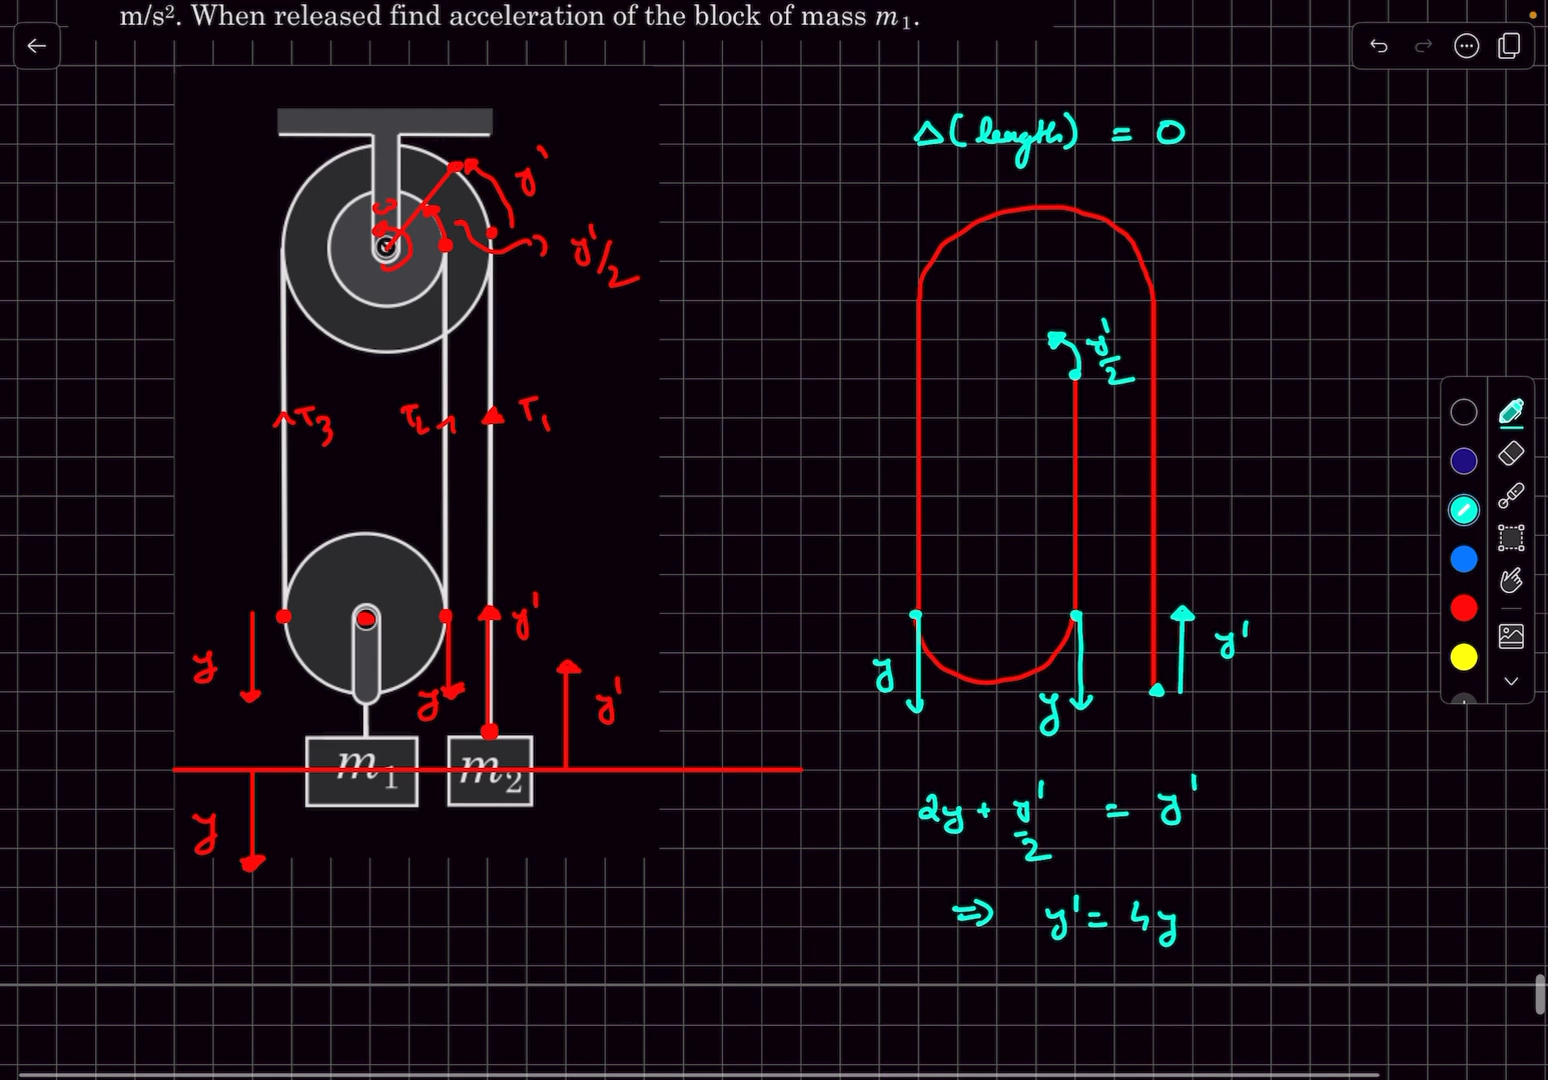 m/s². When released find acceleration of the block of mass m₁.
Δ(length) = 0
y'
y'/2
y'/2
T₃
T₂
T₁
y'
y
y
y'
y
y
y'
m₁
m₂
y
2y + y'/2 = y'
⇒ y' = 4y